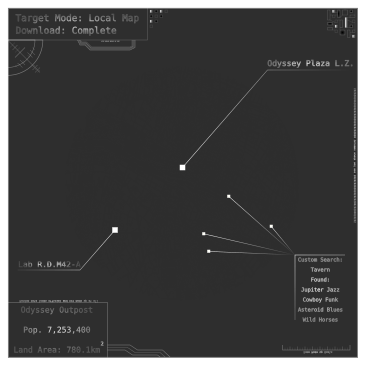 Target Mode: Local Map
Download: Complete
Odyssey Plaza L.Z.
Lab R.D.M42-A
Custom Search:
Tavern
Found:
Jupiter Jazz
Cowboy Funk
Asteroid Blues
Wild Horses
Odyssey Outpost
Pop. 7,253,400
Land Area: 780.1km2